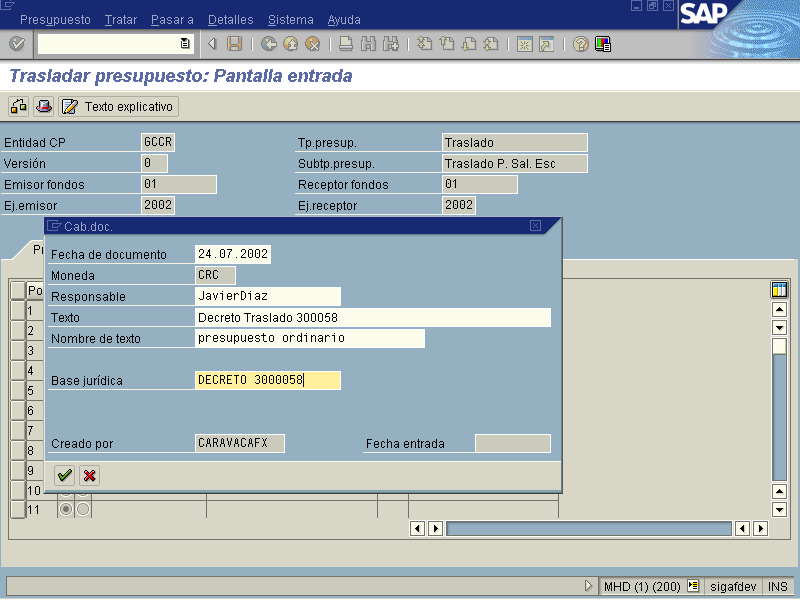 Presupuesto Tratar Pasar a Detalles Sistema Ayuda
SAP
Trasladar presupuesto: Pantalla entrada
Texto explicativo
Entidad CP GCCR Tp.presup. Traslado
Versión 0 Subtp.presup. Traslado P. Sal. Esc
Emisor fondos 01 Receptor fondos 01
Ej.emisor 2002 Ej.receptor 2002
Cab.doc.
Fecha de documento 24.07.2002
Moneda CRC
Responsable JavierDiaz
Texto Decreto Traslado 300058
Nombre de texto presupuesto ordinario
Base jurídica DECRETO 3000058
Creado por CARAVACAFX Fecha entrada
Po
1
2
3
4
5
6
7
8
9
10
11
MHD (1) (200) sigafdev INS